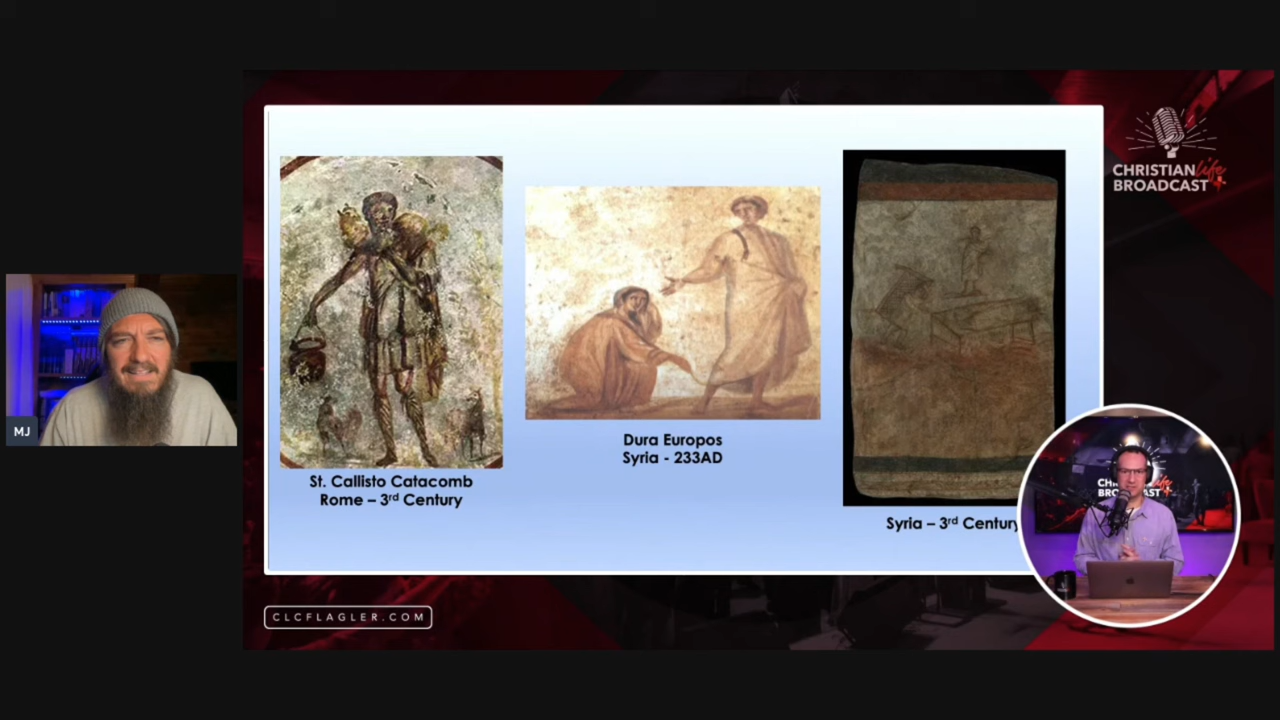 MJ
St. Callisto Catacomb
Rome – 3rd Century
Dura Europos
Syria - 233AD
Syria – 3rd Century
CHRISTIAN life
BROADCAST
CLCFLAGLER.COM